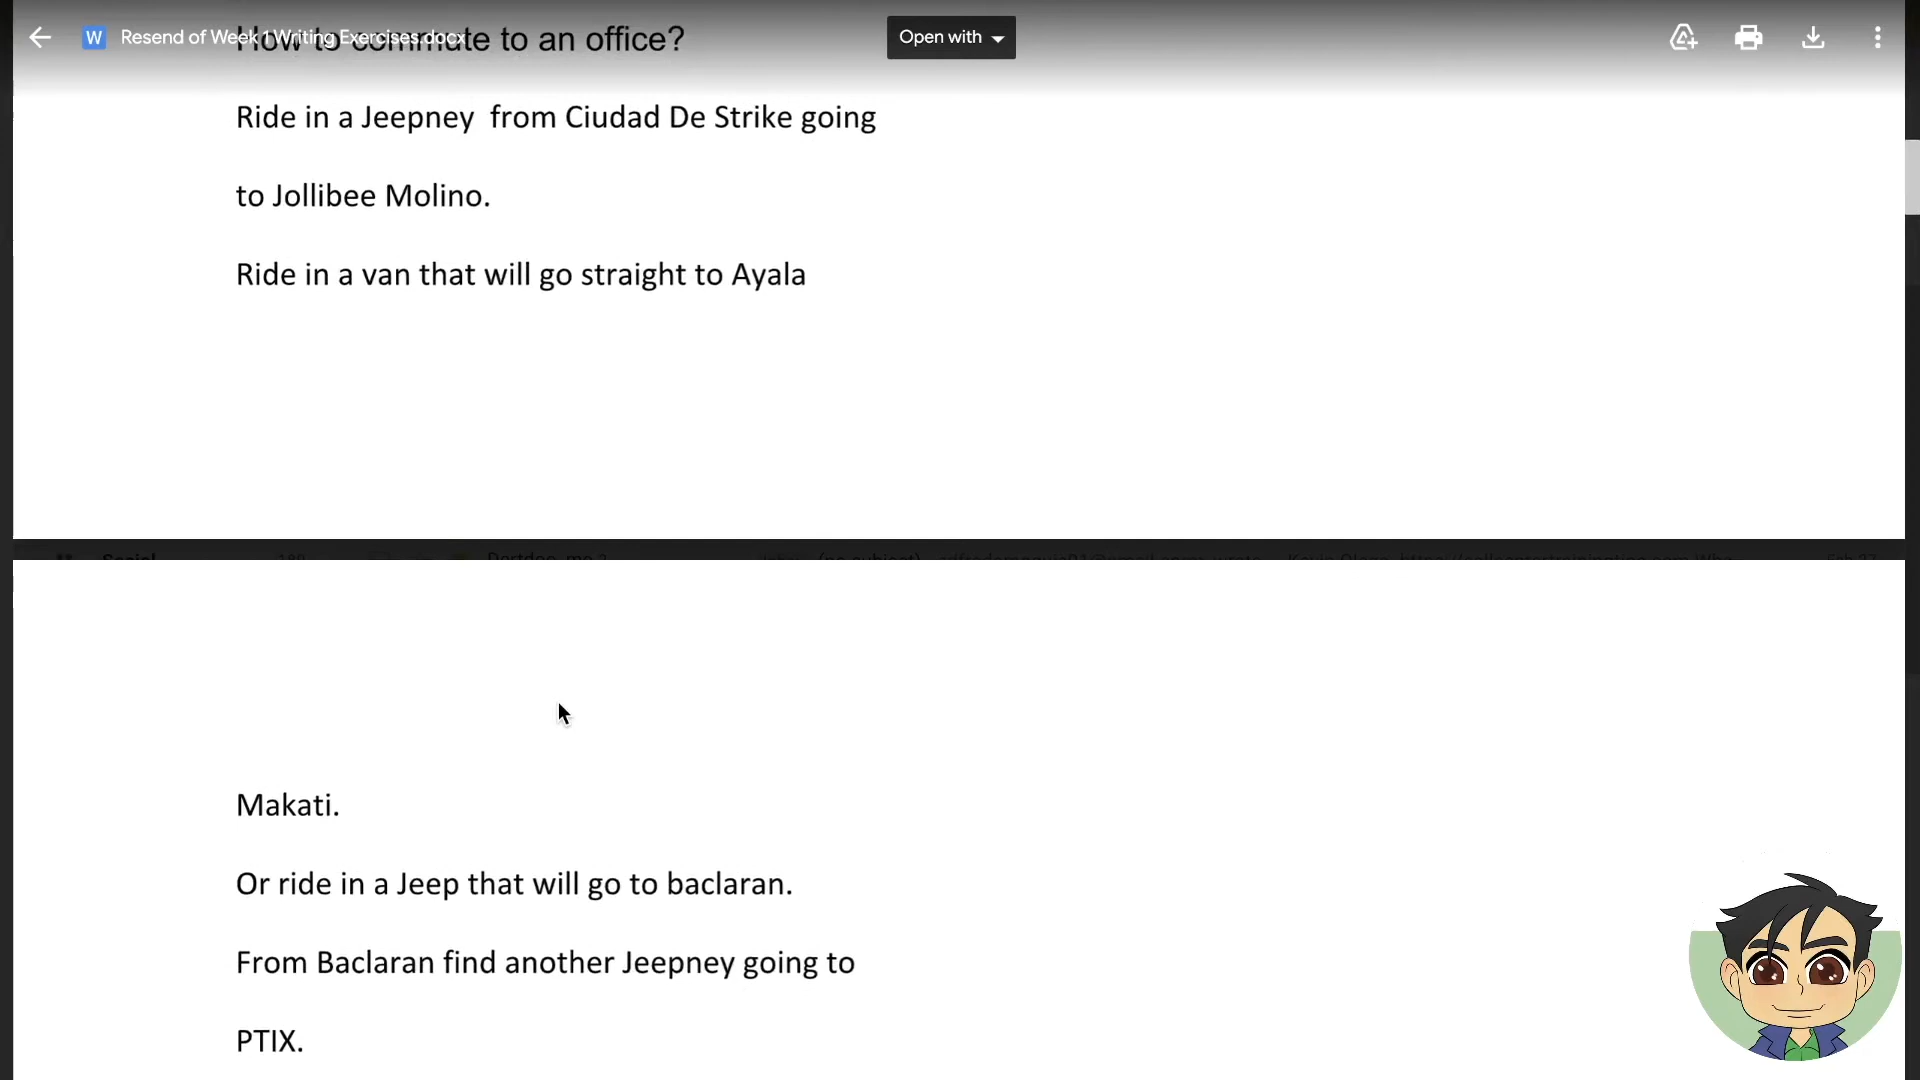 How to commute to an office?
Resend of Week 1 Writing Exercises.docx
Open with
Ride in a Jeepney  from Ciudad De Strike going
to Jollibee Molino.
Ride in a van that will go straight to Ayala
Makati.
Or ride in a Jeep that will go to baclaran.
From Baclaran find another Jeepney going to
PTIX.